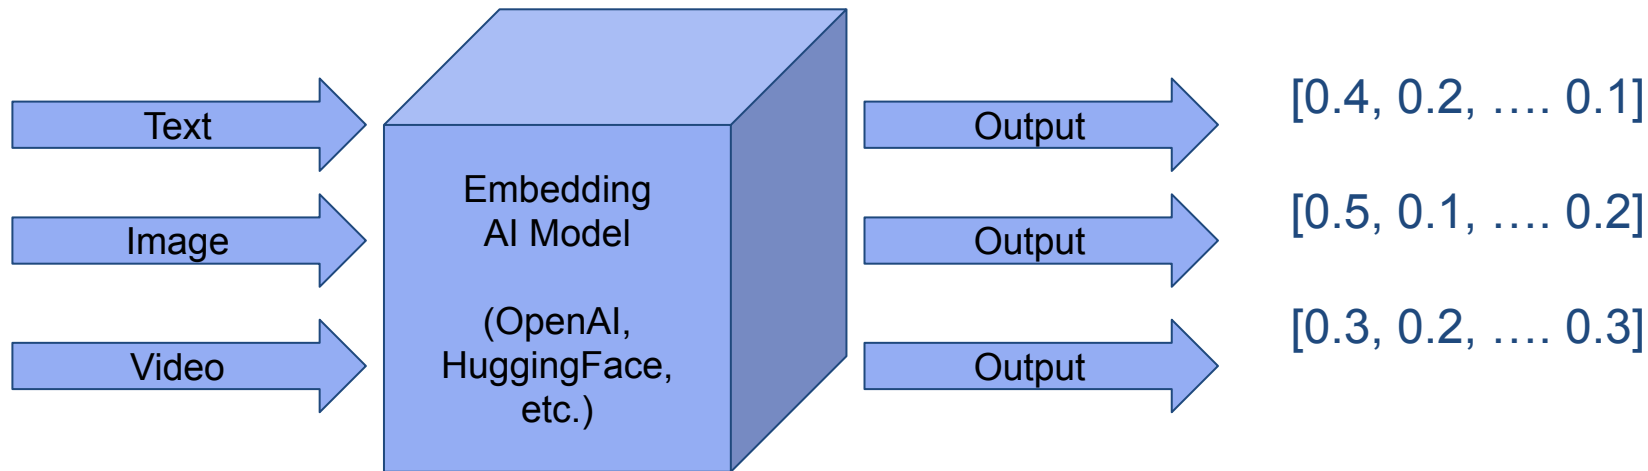 Text
Image
Video
Embedding
AI Model
(OpenAI,
HuggingFace,
etc.)
Output
Output
Output
[0.4, 0.2, …. 0.1]
[0.5, 0.1, …. 0.2]
[0.3, 0.2, …. 0.3]